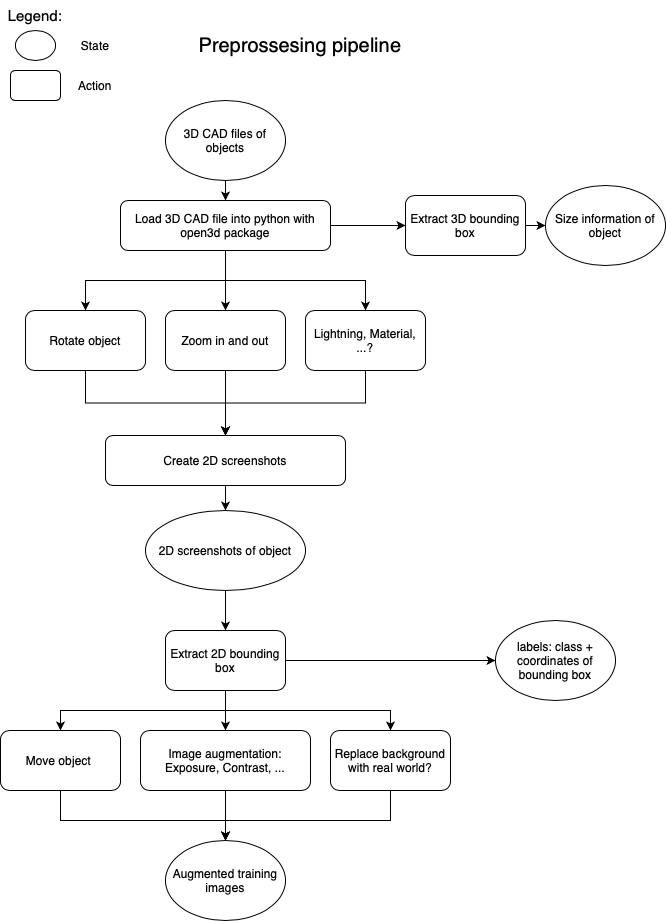 Legend:
State
Preprossesing pipeline
Action
3D CAD files of
objects
Load 3D CAD file into python with
open3d package
Extract 3D bounding
box
Size information of
object
Rotate object
Zoom in and out
Lightning, Material,
...?
Create 2D screenshots
2D screenshots of object
Extract 2D bounding
box
labels: class +
coordinates of
bounding box
Move object
Image augmentation:
Exposure, Contrast, ...
Replace background
with real world?
Augmented training
images